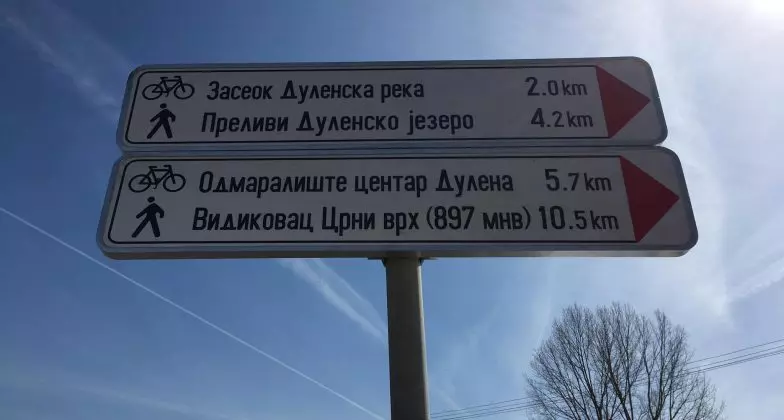 Засеок Дуленска река 2.0 km
Преливи Дуленско језеро 4.2 km
Одмаралиште центар Дулена 5.7 km
Видиковац Црни врх (897 мнв) 10.5 km